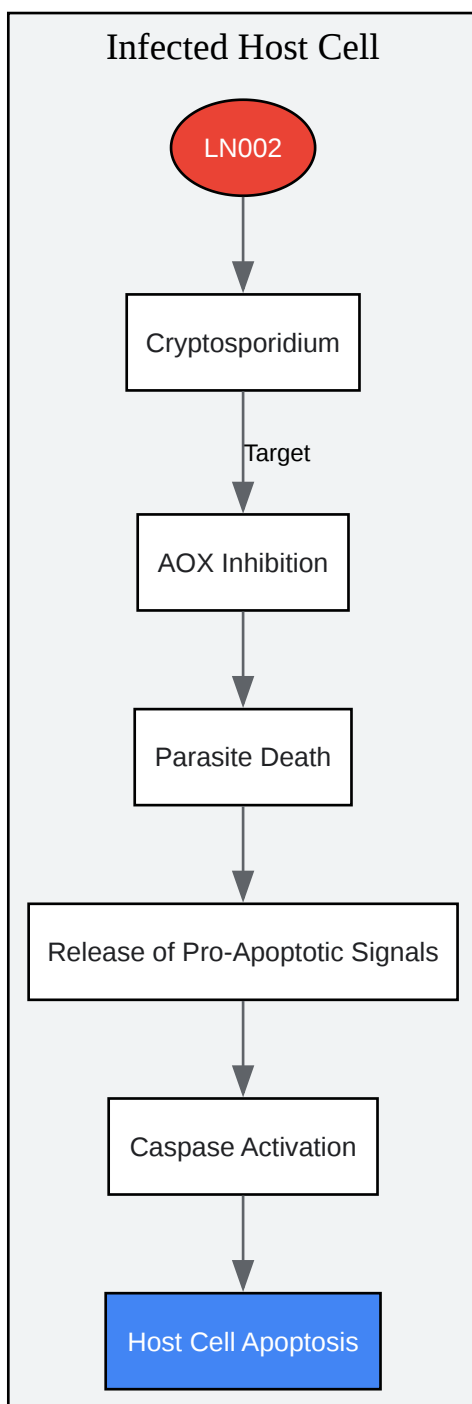 Infected Host Cell
LN002
Cryptosporidium
Target
AOX Inhibition
Parasite Death
Release of Pro-Apoptotic Signals
Caspase Activation
Host Cell Apoptosis